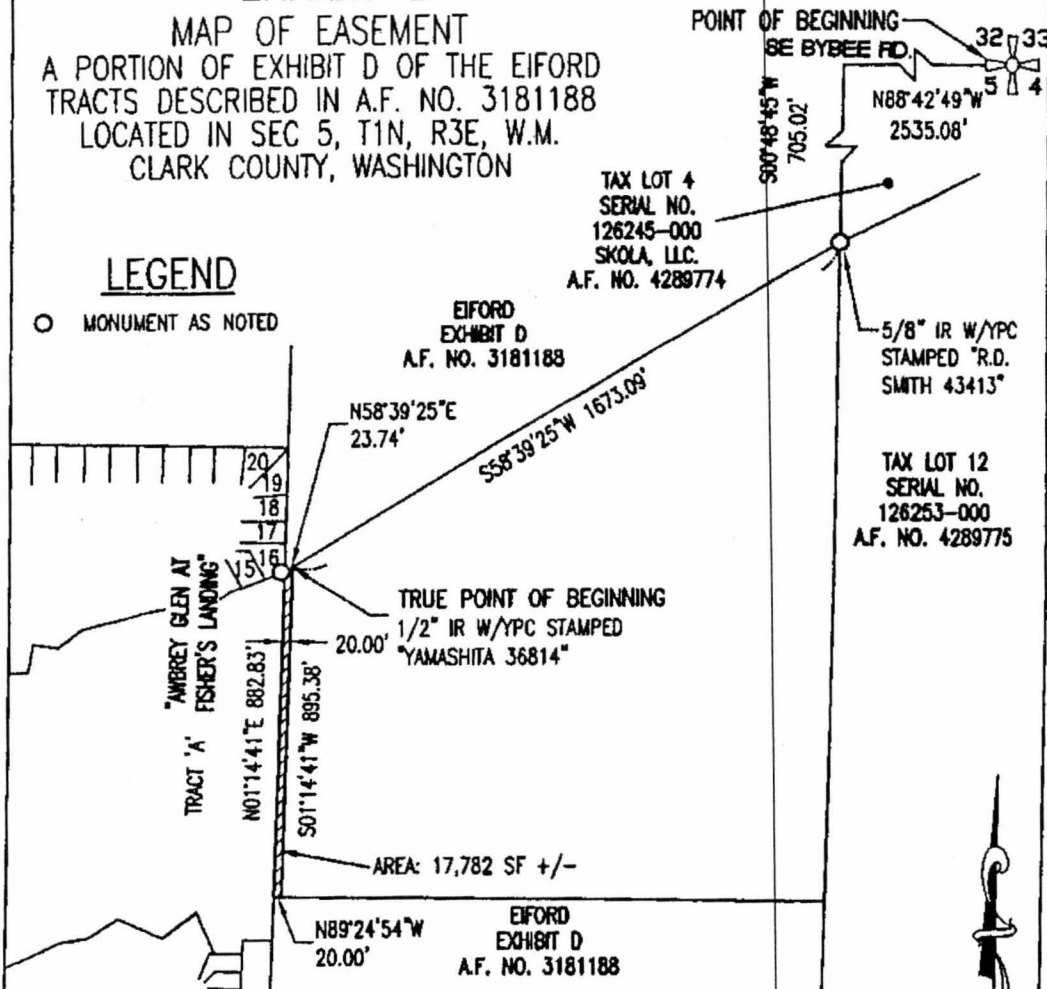 MAP OF EASEMENT
A PORTION OF EXHIBIT D OF THE EIFORD
TRACTS DESCRIBED IN A.F. NO. 3181188
LOCATED IN SEC 5, T1N, R3E, W.M.
CLARK COUNTY, WASHINGTON
POINT OF BEGINNING
SE BYBEE RD.
32 33
5 4
N88°42'49"W
2535.08'
S00°48'45"W
705.02'
TAX LOT 4
SERIAL NO.
126245-000
SKOLA, LLC.
A.F. NO. 4289774
LEGEND
MONUMENT AS NOTED
EIFORD
EXHIBIT D
A.F. NO. 3181188
5/8" IR W/YPC
STAMPED "R.D.
SMITH 43413"
N58°39'25"E
23.74'
S58°39'25"W 1673.09'
TAX LOT 12
SERIAL NO.
126253-000
A.F. NO. 4289775
20
19
18
17
16
15
TRUE POINT OF BEGINNING
1/2" IR W/YPC STAMPED
"YAMASHITA 36814"
20.00'
"AWBREY GLEN AT
FISHER'S LANDING"
TRACT 'A'
N01°14'41"E 882.83'
S01°14'41"W 895.38'
AREA: 17,782 SF +/-
N89°24'54"W
20.00'
EIFORD
EXHIBIT D
A.F. NO. 3181188